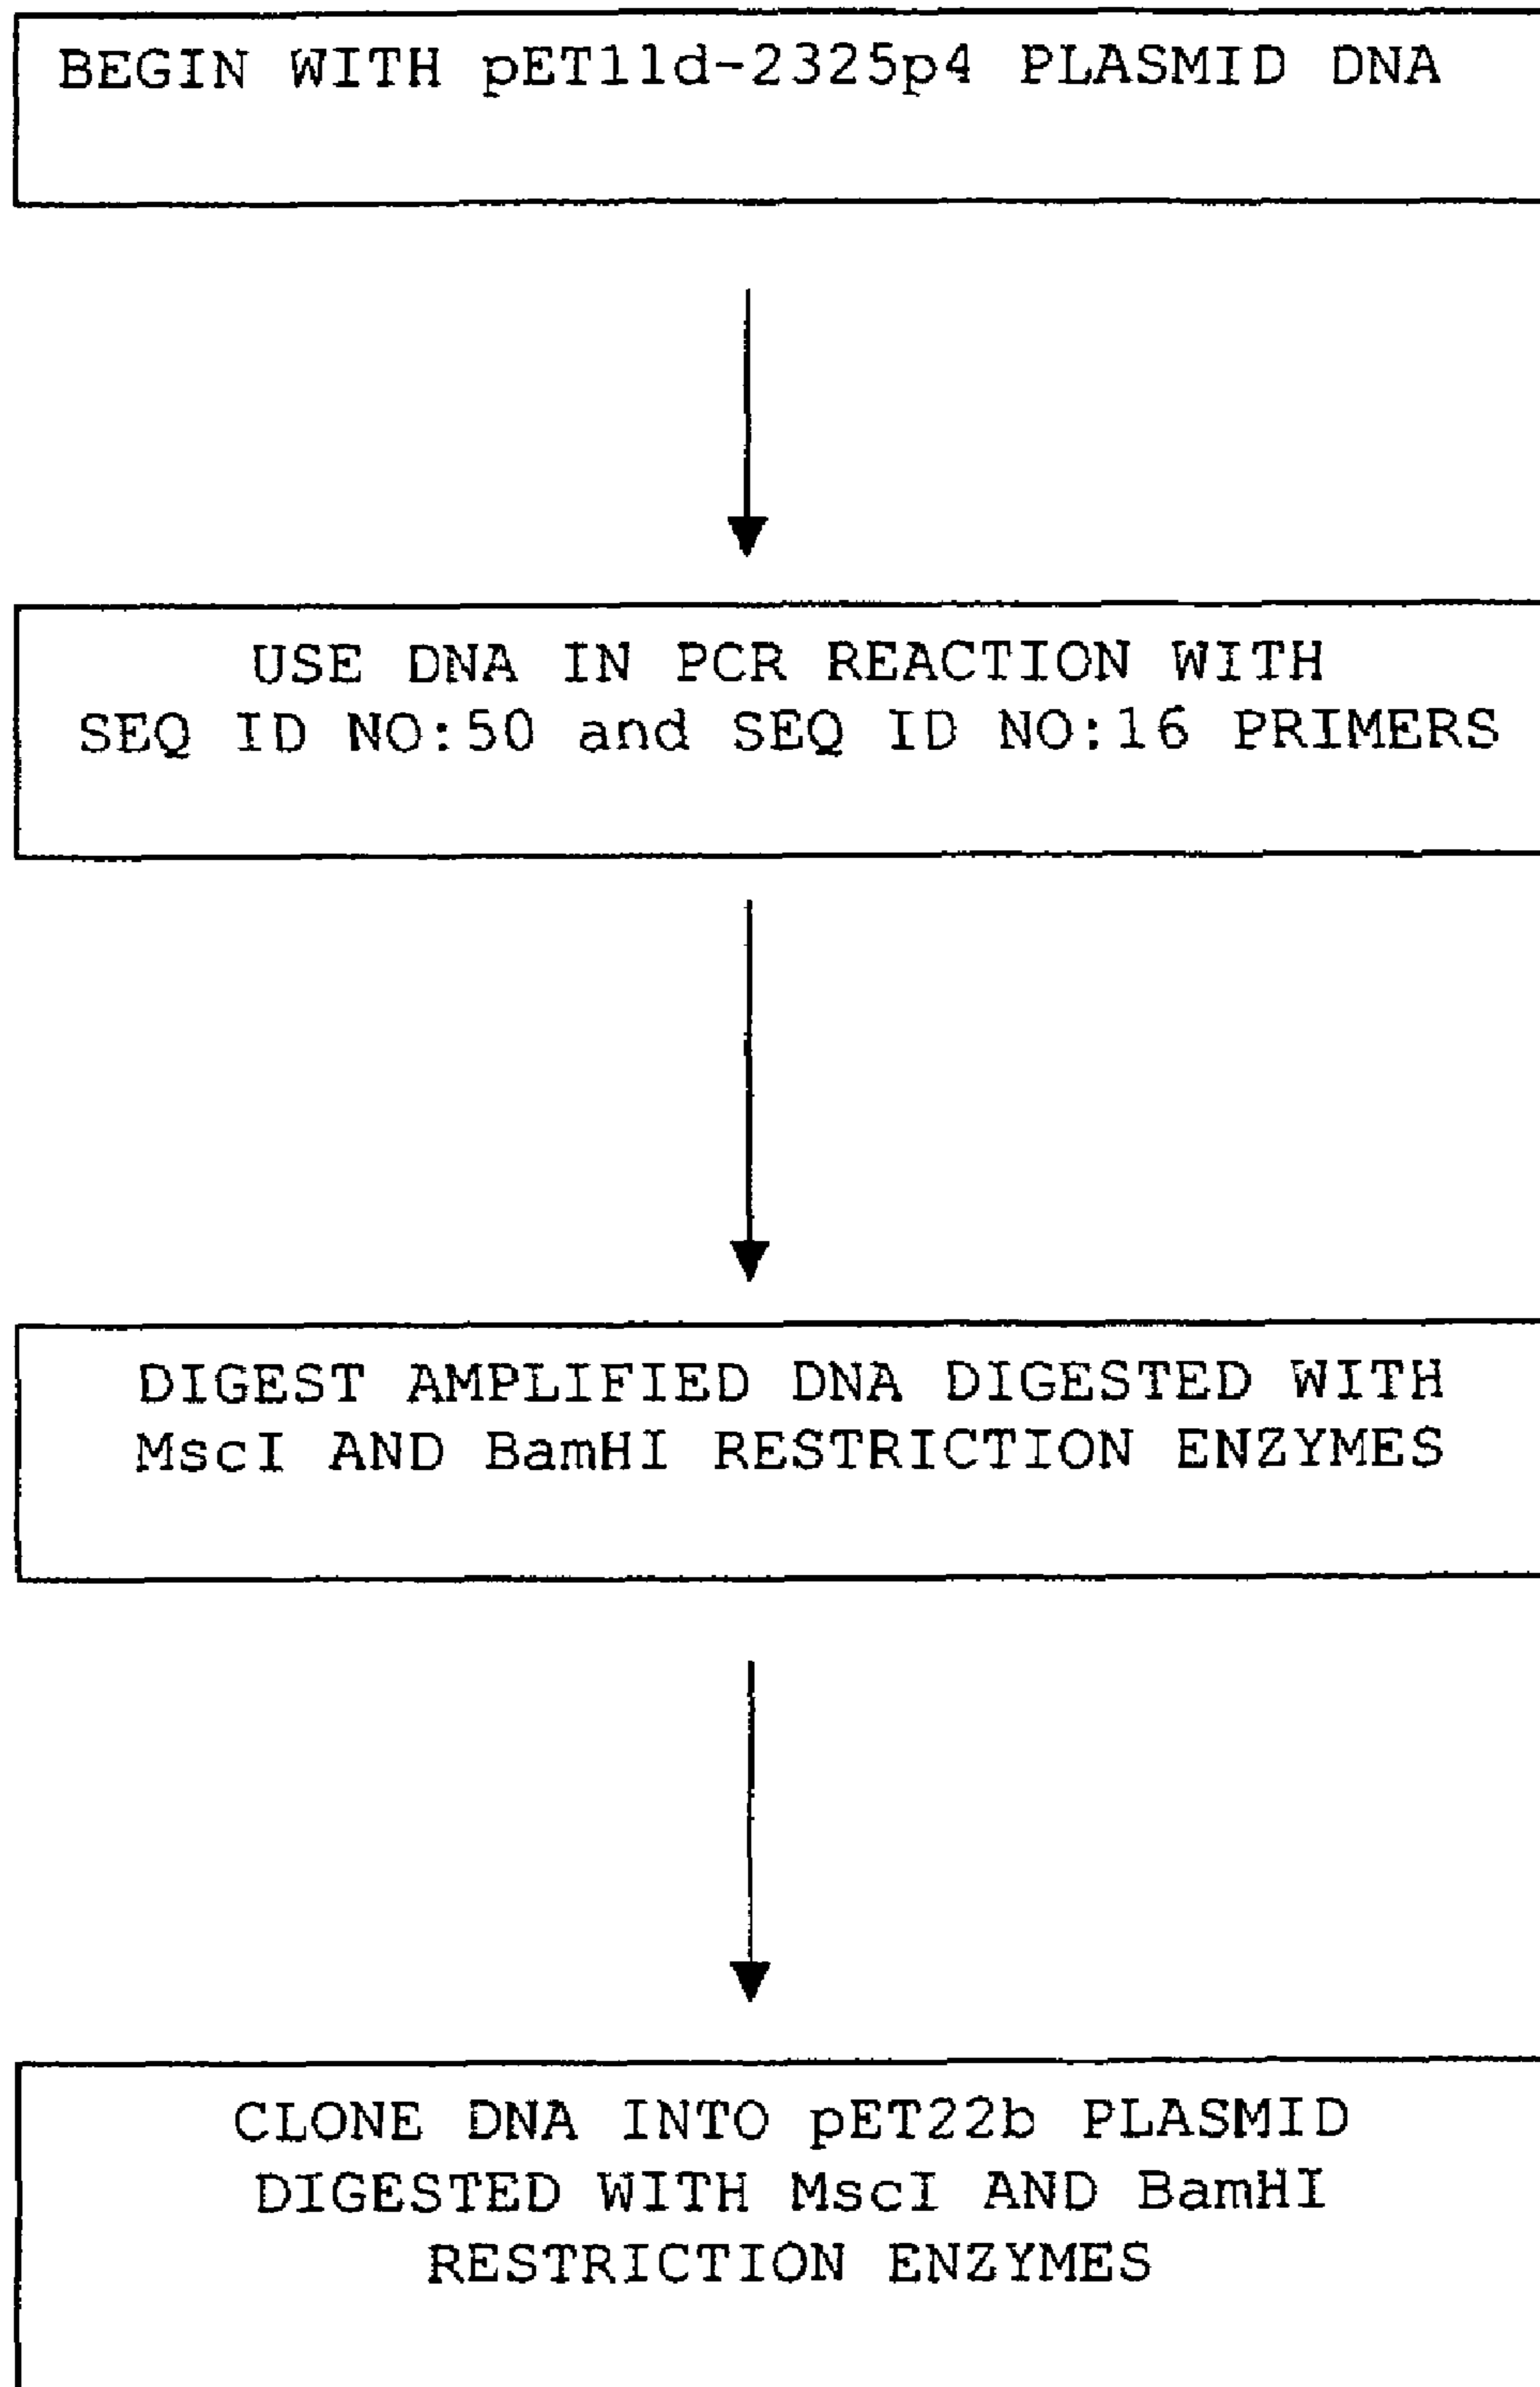 BEGIN WITH pET11d-2325p4 PLASMID DNA
USE DNA IN PCR REACTION WITH
SEQ ID NO:50 and SEQ ID NO:16 PRIMERS
DIGEST AMPLIFIED DNA DIGESTED WITH
MscI AND BamHI RESTRICTION ENZYMES
CLONE DNA INTO pET22b PLASMID
DIGESTED WITH MscI AND BamHI
RESTRICTION ENZYMES